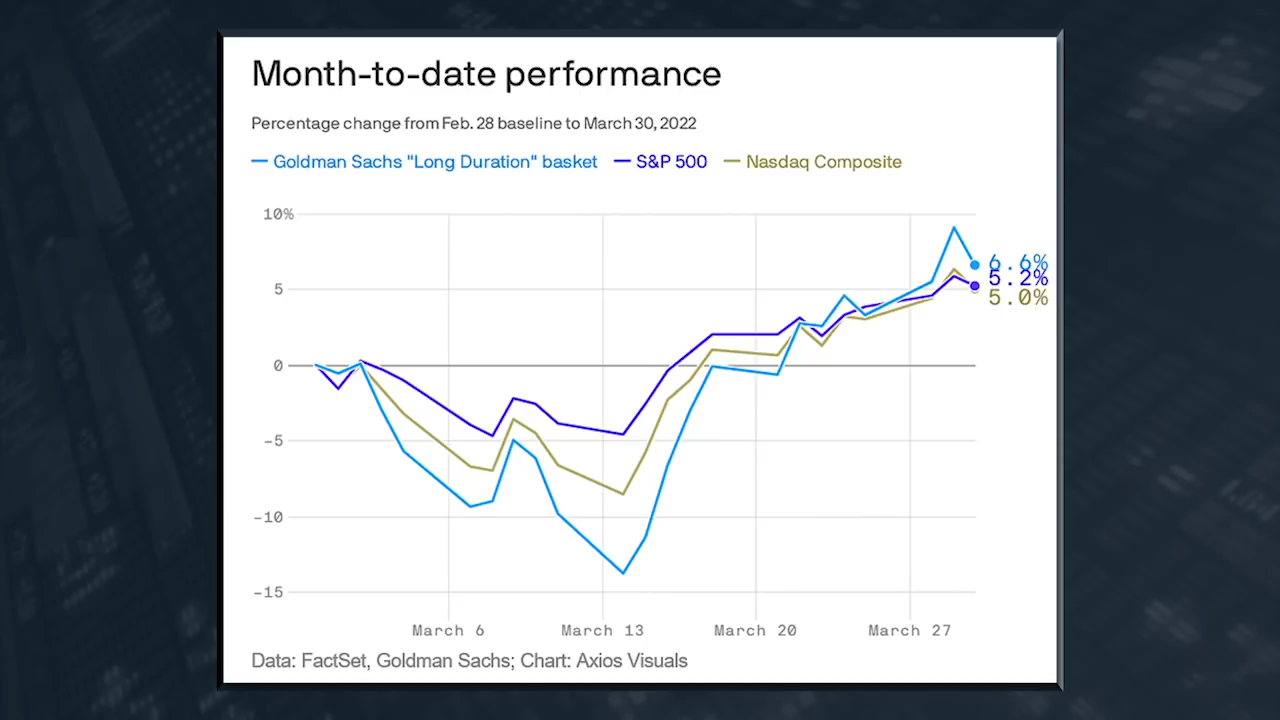 Month-to-date performance
Percentage change from Feb. 28 baseline to March 30, 2022
Goldman Sachs "Long Duration" basket S&P 500 Nasdaq Composite
10%
6.6%
5.2%
5
5.0%
0
-5
-10
-15
March 6 March 13 March 20 March 27
Data: FactSet, Goldman Sachs; Chart: Axios Visuals